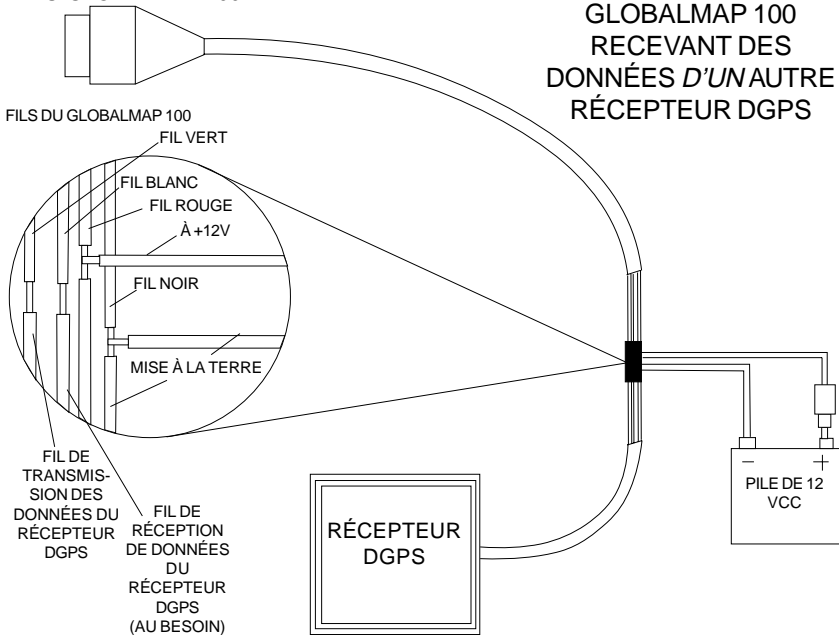 GLOBALMAP 100
RECEVANT DES
DONNÉES D'UN AUTRE
RÉCEPTEUR DGPS
FILS DU GLOBALMAP 100
FIL VERT
FIL BLANC
FIL ROUGE
À +12V
FIL NOIR
MISE À LA TERRE
FIL DE
TRANSMIS-
SION DES
DONNÉES DU
RÉCEPTEUR
DGPS
FIL DE
RÉCEPTION
DE DONNÉES
DU
RÉCEPTEUR
DGPS
(AU BESOIN)
RÉCEPTEUR
DGPS
– +
PILE DE 12
VCC